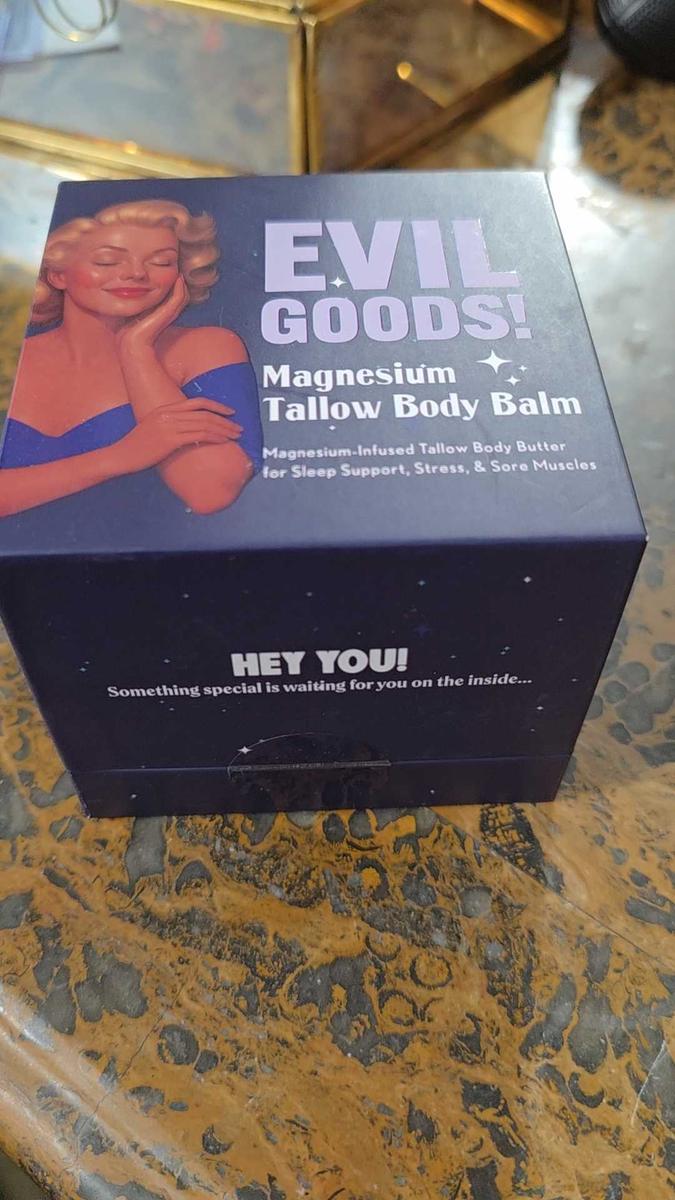 EVIL
GOODS!
Magnesium
Tallow Body Balm
Magnesium-Infused Tallow Body Butter
for Sleep Support, Stress, & Sore Muscles
HEY YOU!
Something special is waiting for you on the inside...